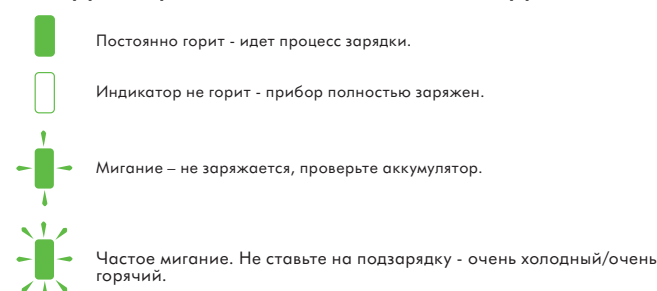 Постоянно горит - идет процесс зарядки.
Индикатор не горит - прибор полностью заряжен.
Мигание – не заряжается, проверьте аккумулятор.
Частое мигание. Не ставьте на подзарядку - очень холодный/очень
горячий.